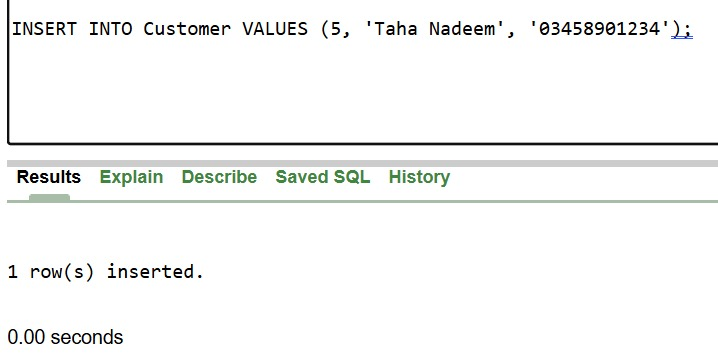 INSERT INTO Customer VALUES (5, 'Taha Nadeem', '03458901234');
Results Explain Describe Saved SQL History
1 row(s) inserted.
0.00 seconds